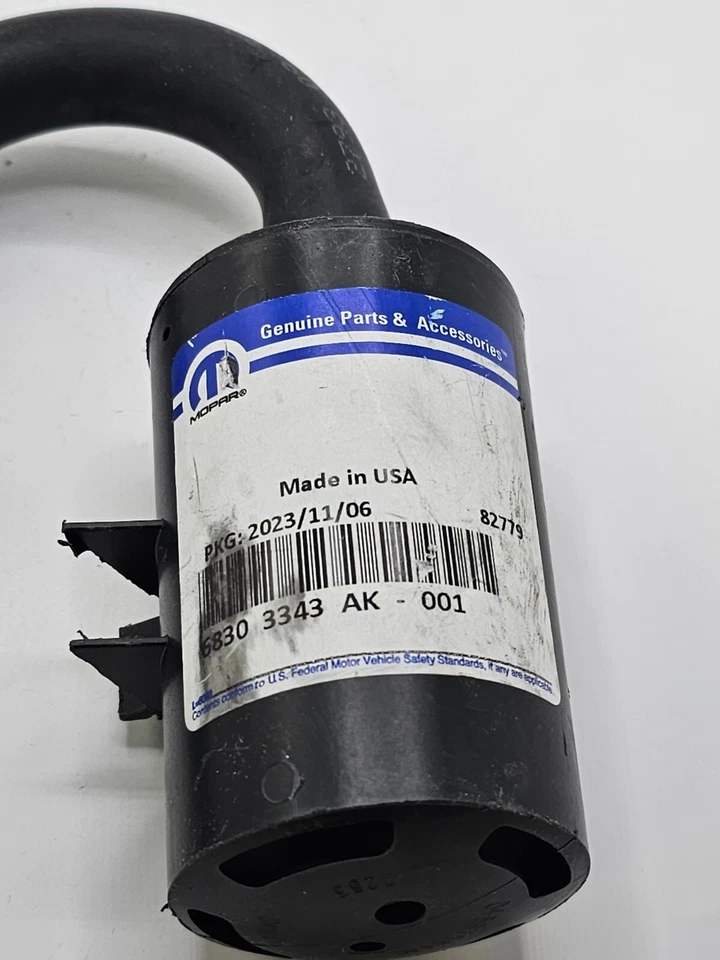 Genuine Parts & Accessories™
MOPAR®
Made in USA
PKG: 2023/11/06 82779
6830 3343 AK - 001
Contents conform to U.S. Federal Motor Vehicle Safety Standards, if any are applicable.